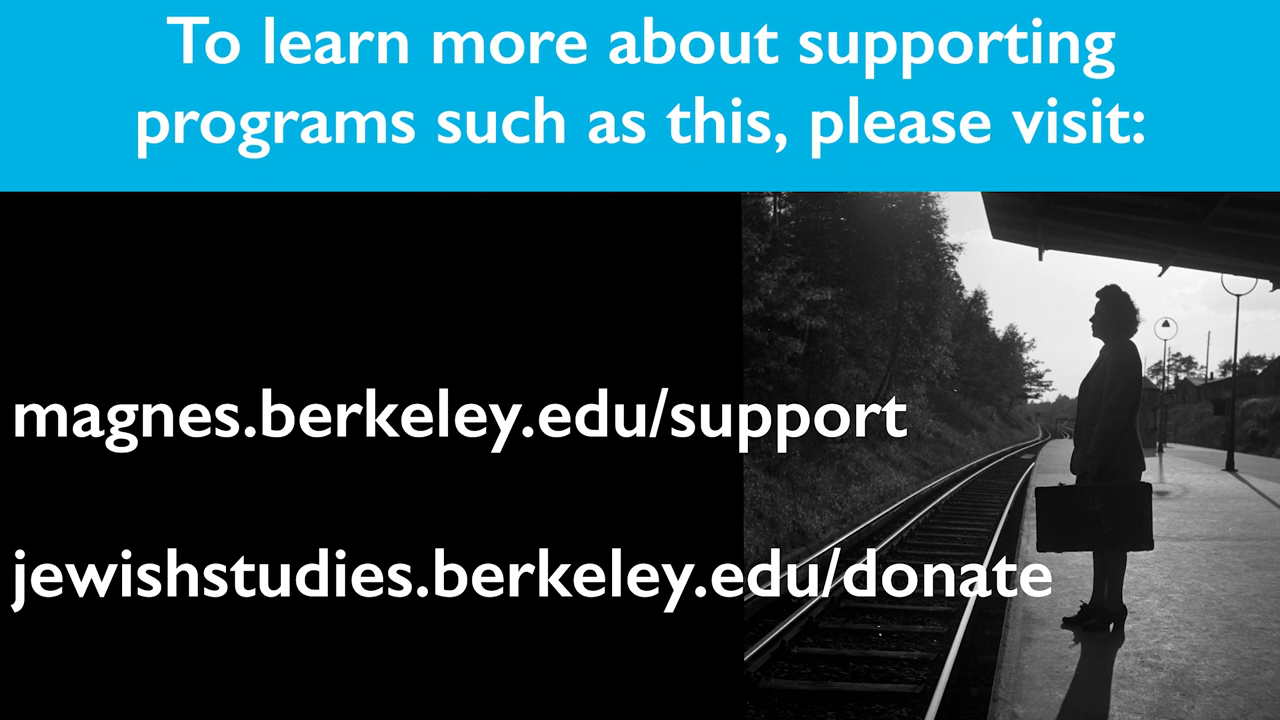 To learn more about supporting
programs such as this, please visit:
magnes.berkeley.edu/support
jewishstudies.berkeley.edu/donate